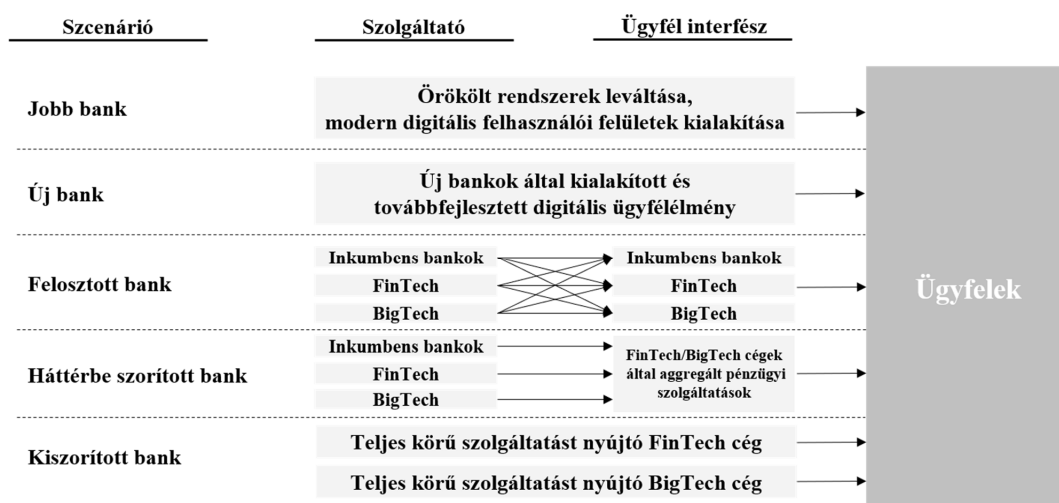 Szcenárió
Szolgáltató
Ügyfél interfész
Jobb bank
Örökölt rendszerek leváltása,
modern digitális felhasználói felületek kialakítása
Új bank
Új bankok által kialakított és
továbbfejlesztett digitális ügyfélélmény
Felosztott bank
Inkumbens bankok
FinTech
BigTech
Inkumbens bankok
FinTech
BigTech
Háttérbe szorított bank
Inkumbens bankok
FinTech
BigTech
FinTech/BigTech cégek
által aggregált pénzügyi
szolgáltatások
Kiszorított bank
Teljes körű szolgáltatást nyújtó FinTech cég
Teljes körű szolgáltatást nyújtó BigTech cég
Ügyfelek